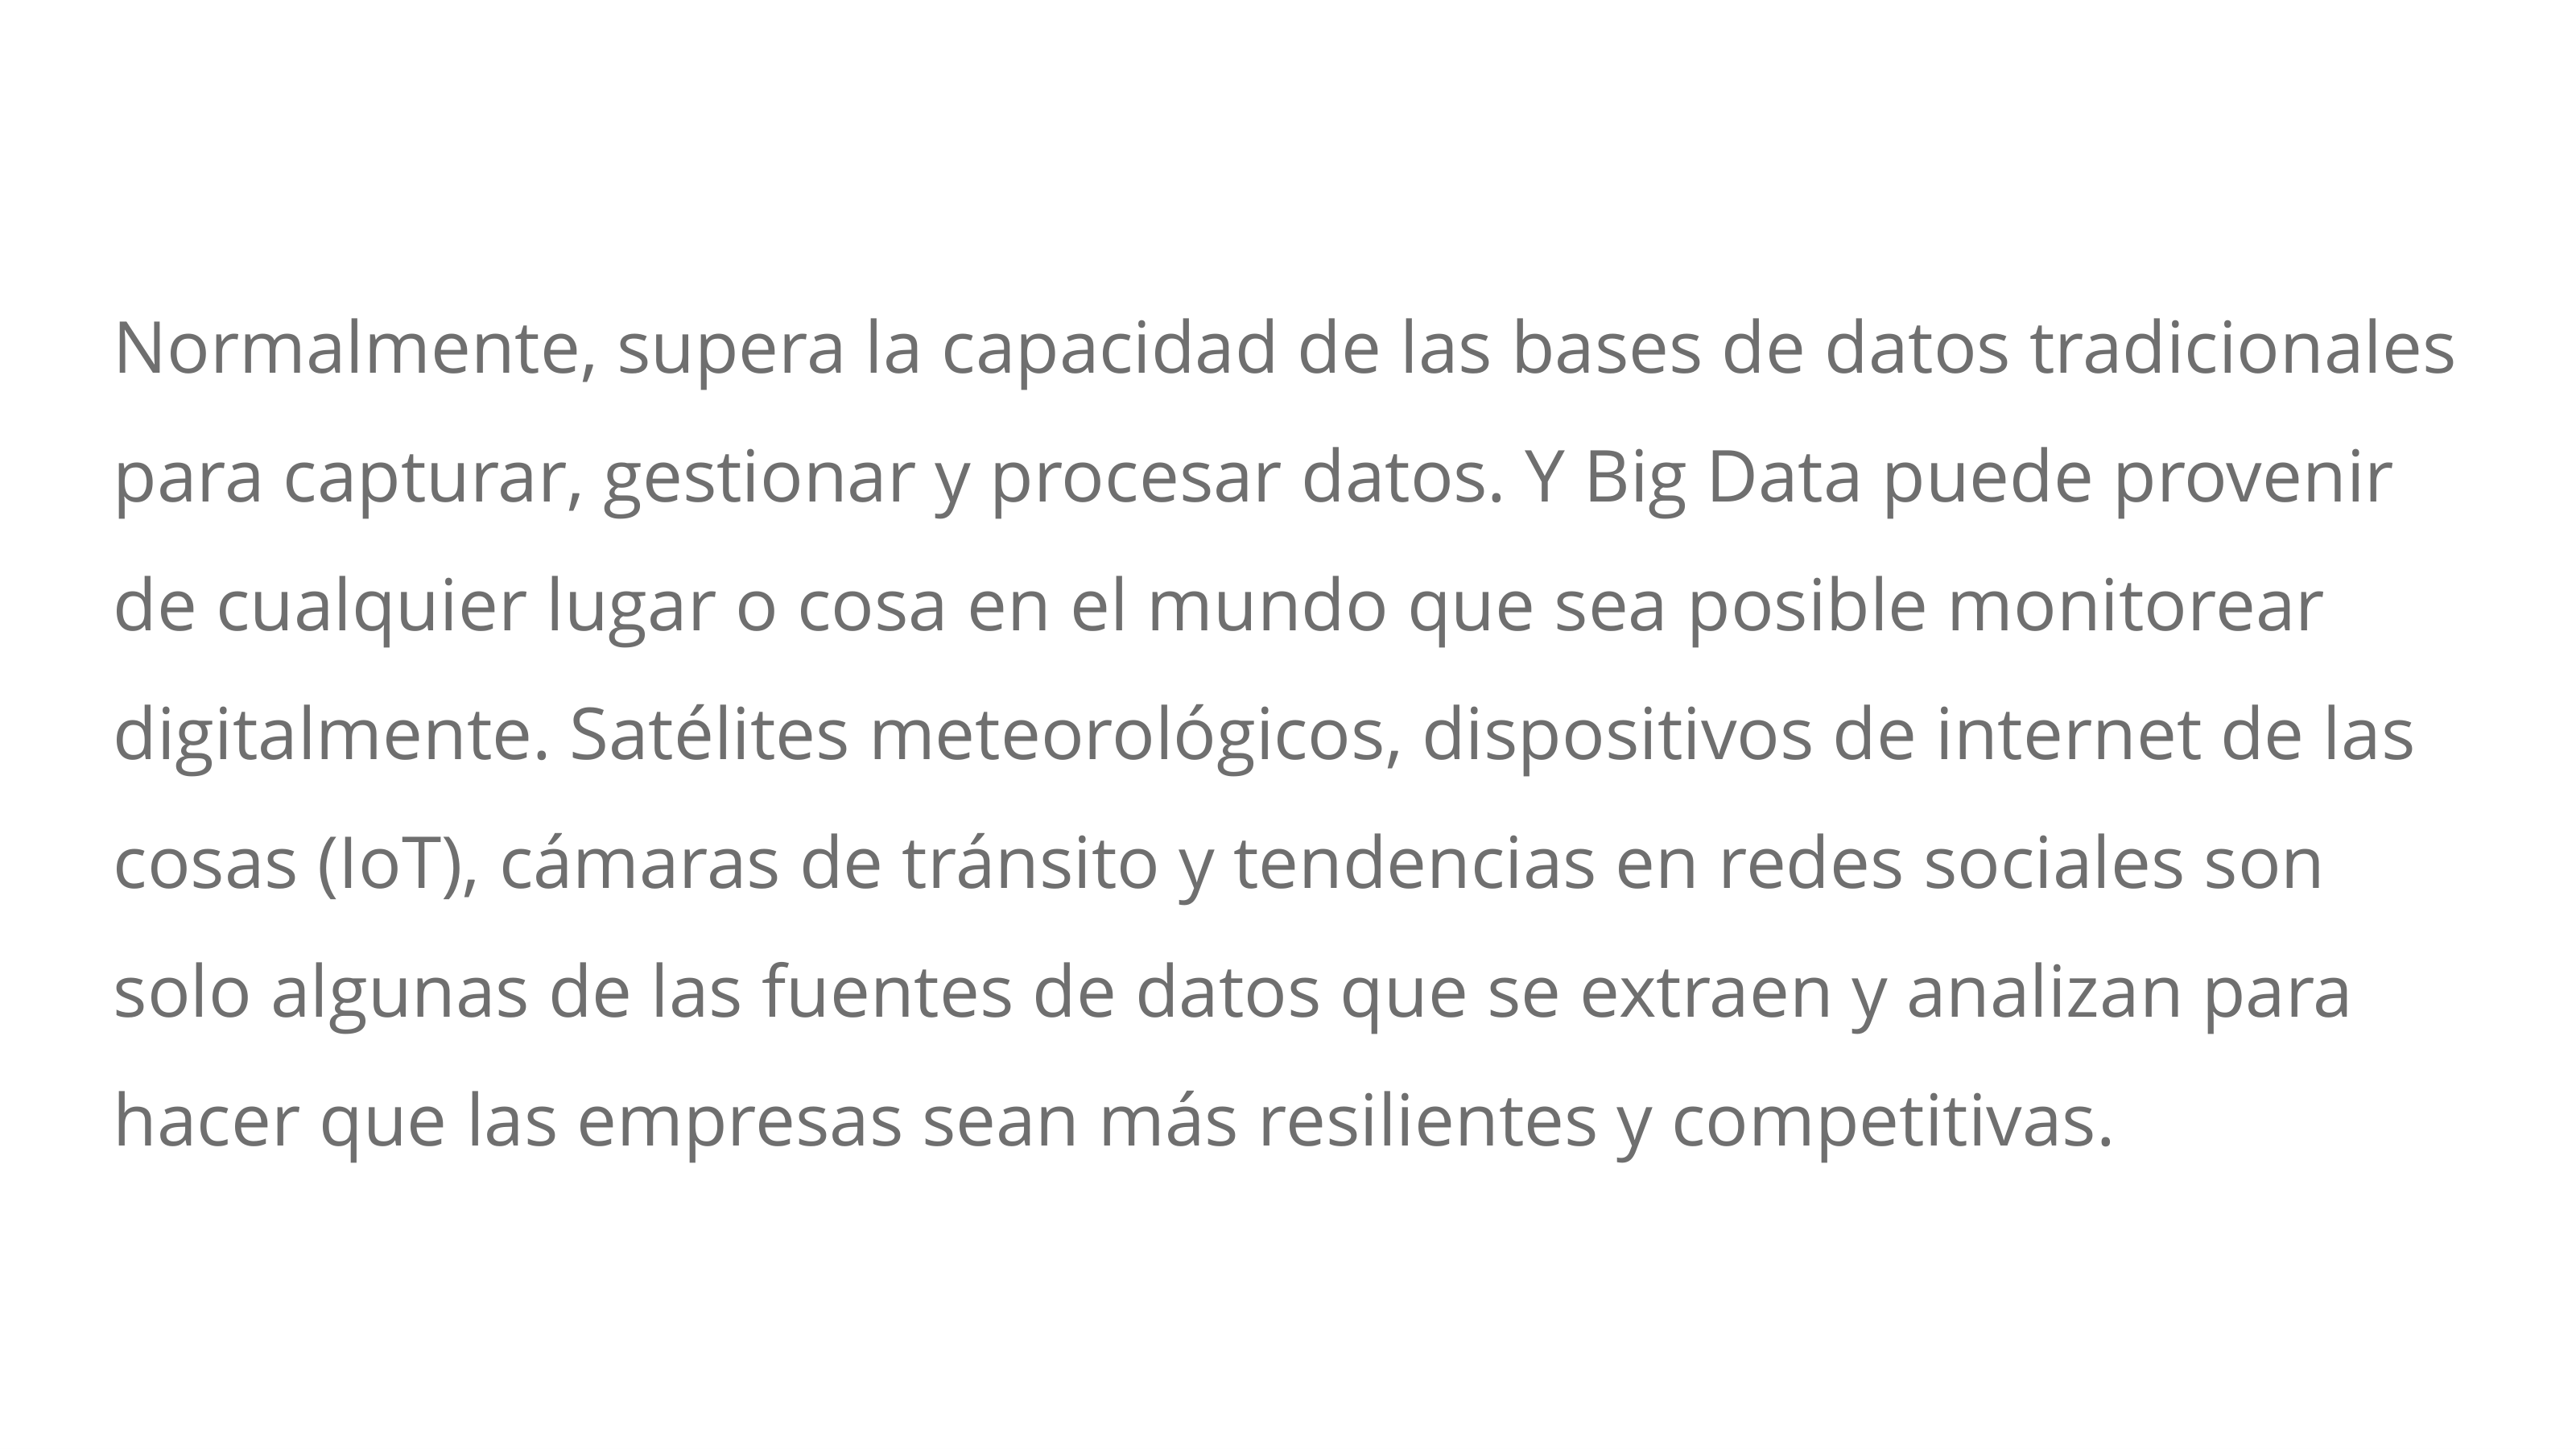 Normalmente, supera la capacidad de las bases de datos tradicionales
para capturar, gestionar y procesar datos. Y Big Data puede provenir
de cualquier lugar o cosa en el mundo que sea posible monitorear
digitalmente. Satélites meteorológicos, dispositivos de internet de las
cosas (IoT), cámaras de tránsito y tendencias en redes sociales son
solo algunas de las fuentes de datos que se extraen y analizan para
hacer que las empresas sean más resilientes y competitivas.